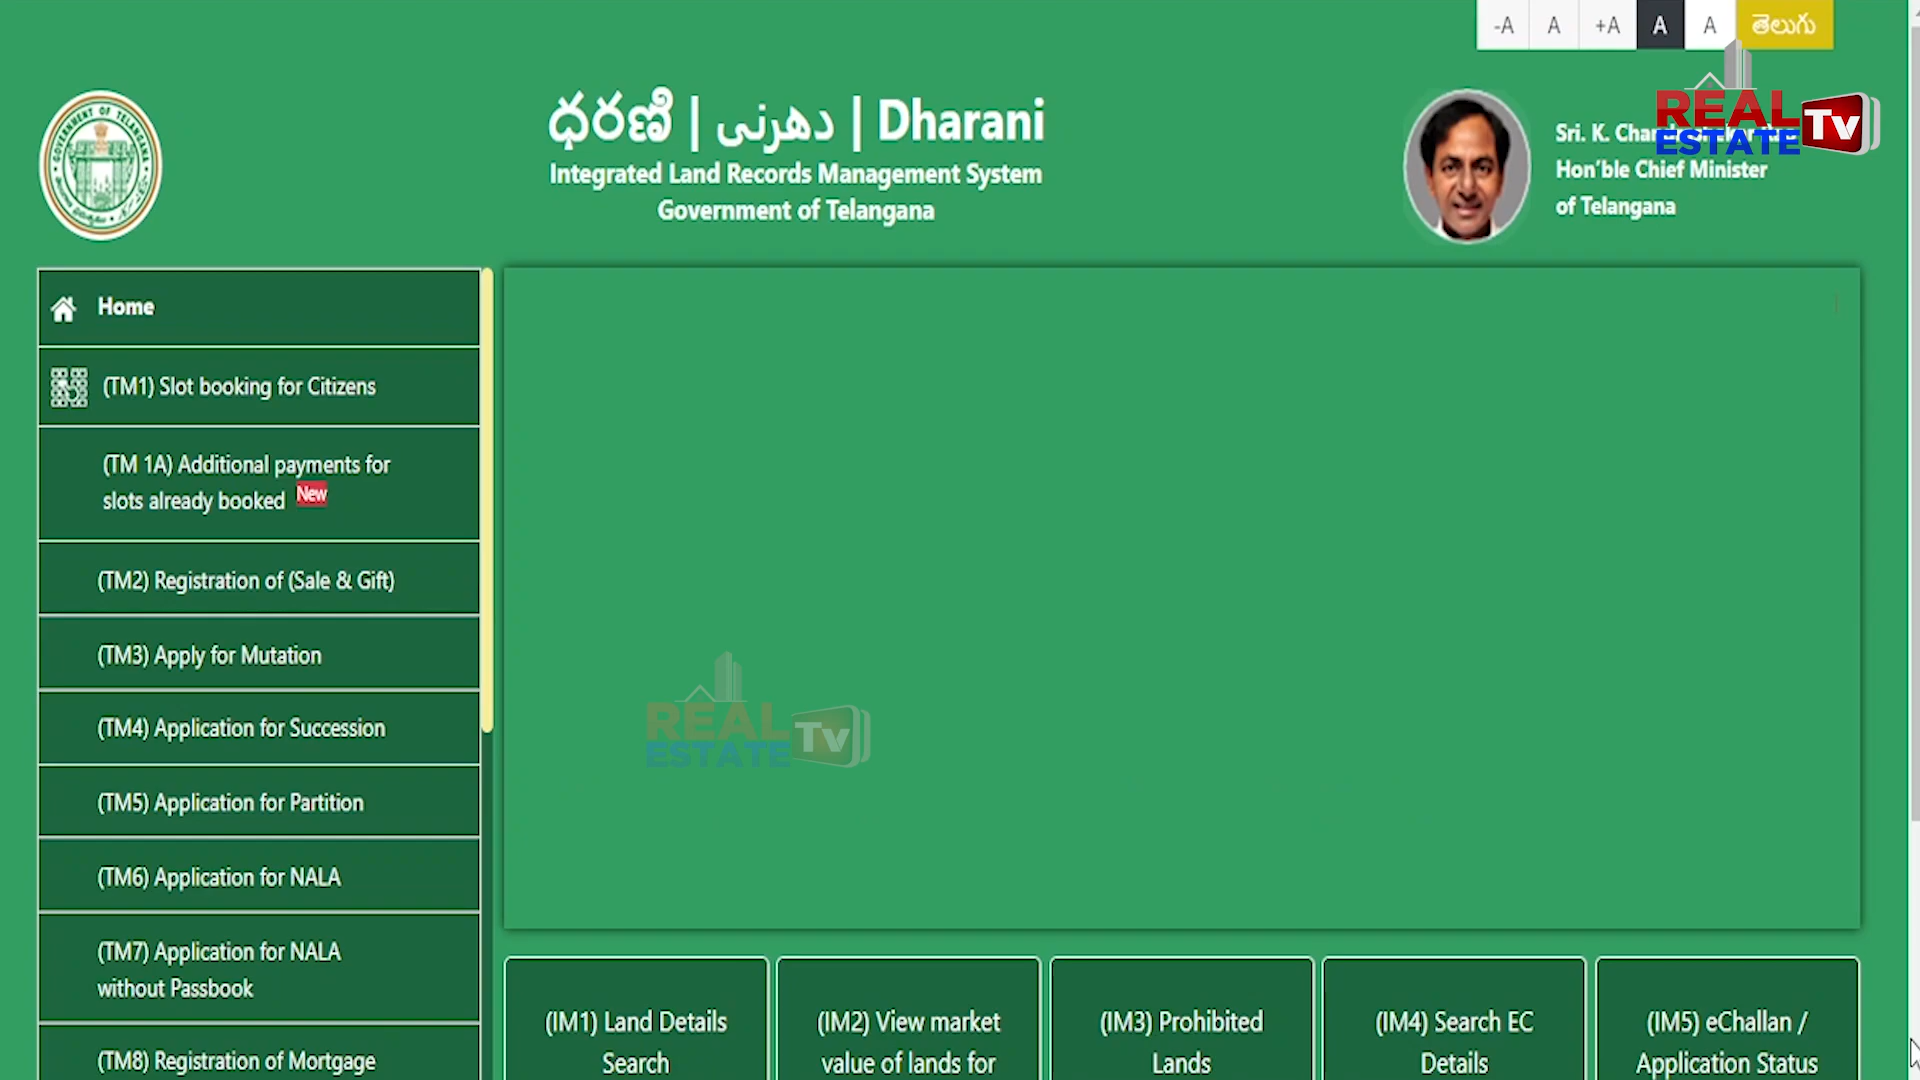 -A A +A A A తెలుగు
REAL
ESTATE Tv
ధరణి | دھرنی | Dharani
Integrated Land Records Management System
Government of Telangana
GOVERNMENT OF TELANGANA
Sri. K.
Hon'ble Chief Minister
of Telangana
Home
(TM1) Slot booking for Citizens
(TM 1A) Additional payments for
slots already booked New
(TM2) Registration of (Sale & Gift)
(TM3) Apply for Mutation
(TM4) Application for Succession
(TM5) Application for Partition
(TM6) Application for NALA
(TM7) Application for NALA
without Passbook
(TM8) Registration of Mortgage
REAL
ESTATE Tv
(IM1) Land Details
Search
(IM2) View market
value of lands for
(IM3) Prohibited
Lands
(IM4) Search EC
Details
(IM5) eChallan /
Application Status